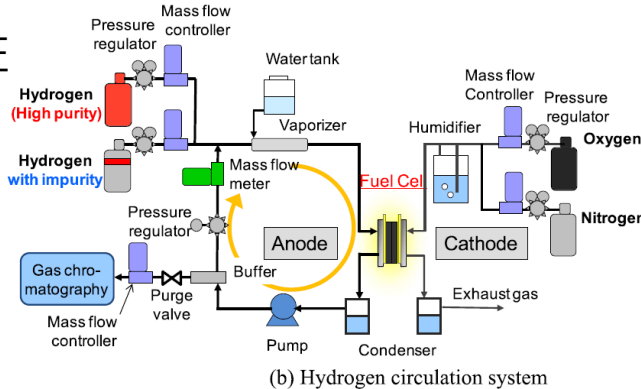 Pressure
regulator
Mass flow
controller
Water tank
Hydrogen
(High purity)
Vaporizer
Hydrogen
with impurity
Mass flow
meter
Mass flow
Controller
Pressure
regulator
Humidifier
Oxygen
Fuel Cel
Nitroger
Pressure
regulator
Anode
Cathode
Buffer
Gas chro-
matography
Purge
valve
Mass flow
controller
Pump
Condenser
Exhaust gas
(b) Hydrogen circulation system